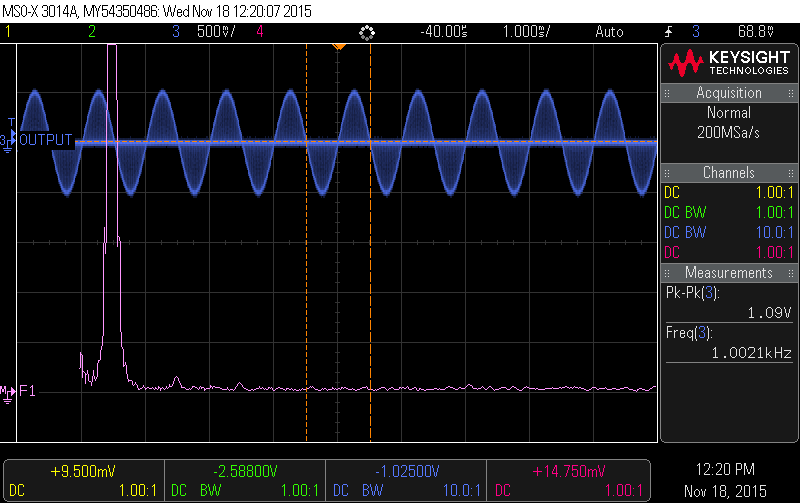 MSO-X 3014A, MY54350486: Wed Nov 18 12:20:07 2015
1 2 3 500mV/ 4 -40.00ms 1.000ms/ Auto 3 68.8mV
KEYSIGHT
TECHNOLOGIES
Acquisition
Normal
200MSa/s
T
3 OUTPUT
Channels
DC 1.00:1
DC BW 1.00:1
DC BW 10.0:1
DC 1.00:1
Measurements
Pk-Pk(3):
1.09V
Freq(3):
1.0021kHz
M F1
+9.500mV -2.58800V -1.02500V +14.750mV
DC 1.00:1 DC BW 1.00:1 DC BW 10.0:1 DC 1.00:1
12:20 PM
Nov 18, 2015